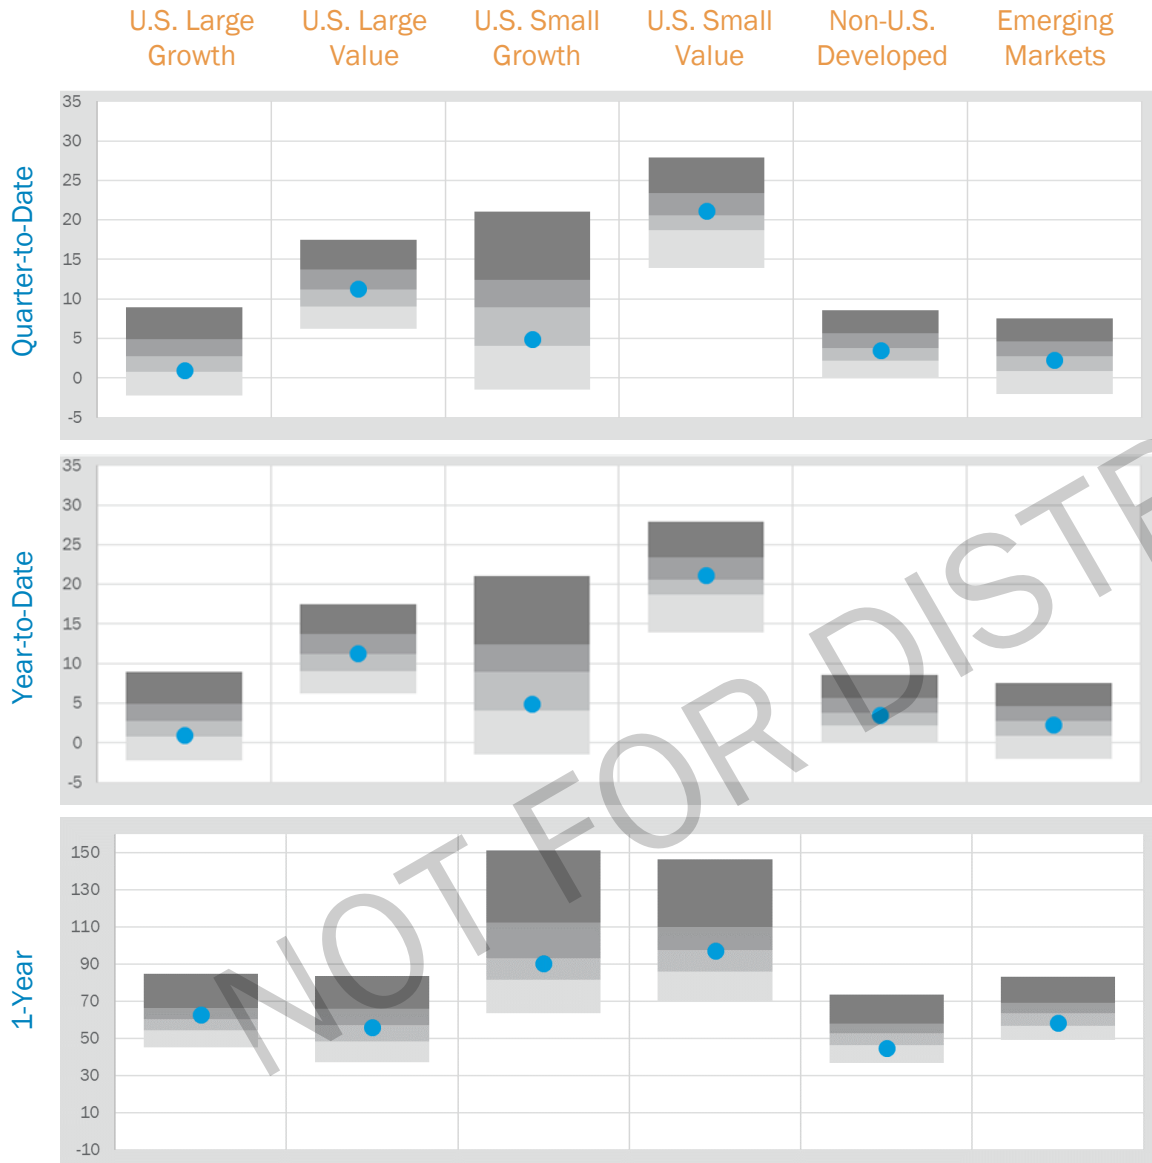 U.S. Large
Growth
U.S. Large
Value
U.S. Small
Growth
U.S. Small
Value
Non-U.S.
Developed
Emerging
Markets
Quarter-to-Date
35
30
25
20
15
10
5
0
-5
Year-to-Date
35
30
25
20
15
10
5
0
-5
1-Year
150
130
110
90
70
50
30
10
-10
NOT FOR DISTR